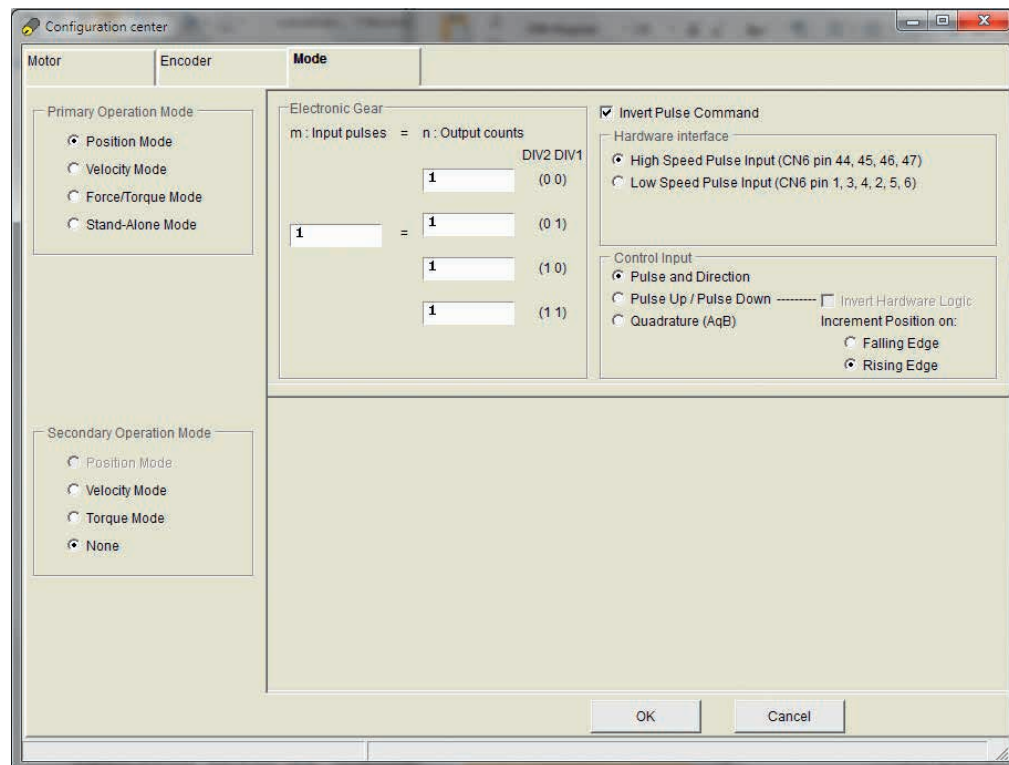 Configuration center
Motor
Encoder
Mode
Primary Operation Mode
Position Mode
Velocity Mode
Force/Torque Mode
Stand-Alone Mode
Electronic Gear
m : Input pulses = n : Output counts
DIV2 DIV1
1 (0 0)
1 = 1 (0 1)
1 (1 0)
1 (1 1)
Invert Pulse Command
Hardware interface
High Speed Pulse Input (CN6 pin 44, 45, 46, 47)
Low Speed Pulse Input (CN6 pin 1, 3, 4, 2, 5, 6)
Control Input
Pulse and Direction
Pulse Up / Pulse Down --------- Invert Hardware Logic
Quadrature (AqB) Increment Position on:
Falling Edge
Rising Edge
Secondary Operation Mode
Position Mode
Velocity Mode
Torque Mode
None
OK
Cancel